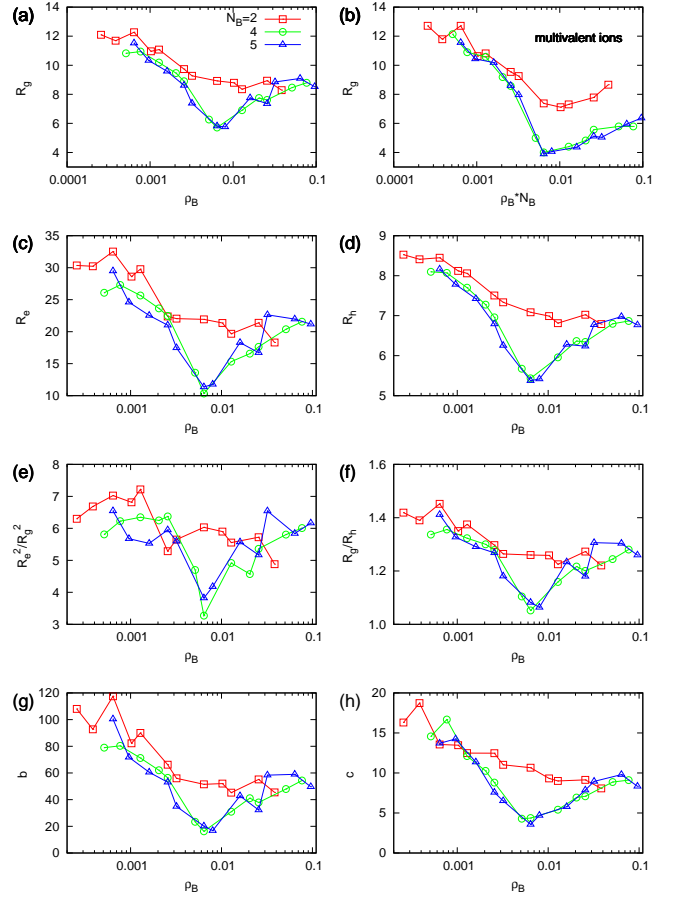 (a)
N_B=2
4
5
14
12
10
8
6
4
R_g
0.0001
0.001
0.01
0.1
ρ_B
(b)
multivalent ions
14
12
10
8
6
4
R_g
0.0001
0.001
0.01
0.1
ρ_B*N_B
(c)
35
30
25
20
15
10
R_e
0.001
0.01
0.1
ρ_B
(d)
9
8
7
6
5
R_h
0.001
0.01
0.1
ρ_B
(e)
8
7
6
5
4
3
R_e^2/R_g^2
0.001
0.01
0.1
ρ_B
(f)
1.6
1.4
1.2
1.0
R_g/R_h
0.001
0.01
0.1
ρ_B
(g)
120
100
80
60
40
20
0
b
0.001
0.01
0.1
ρ_B
(h)
20
15
10
5
0
c
0.001
0.01
0.1
ρ_B